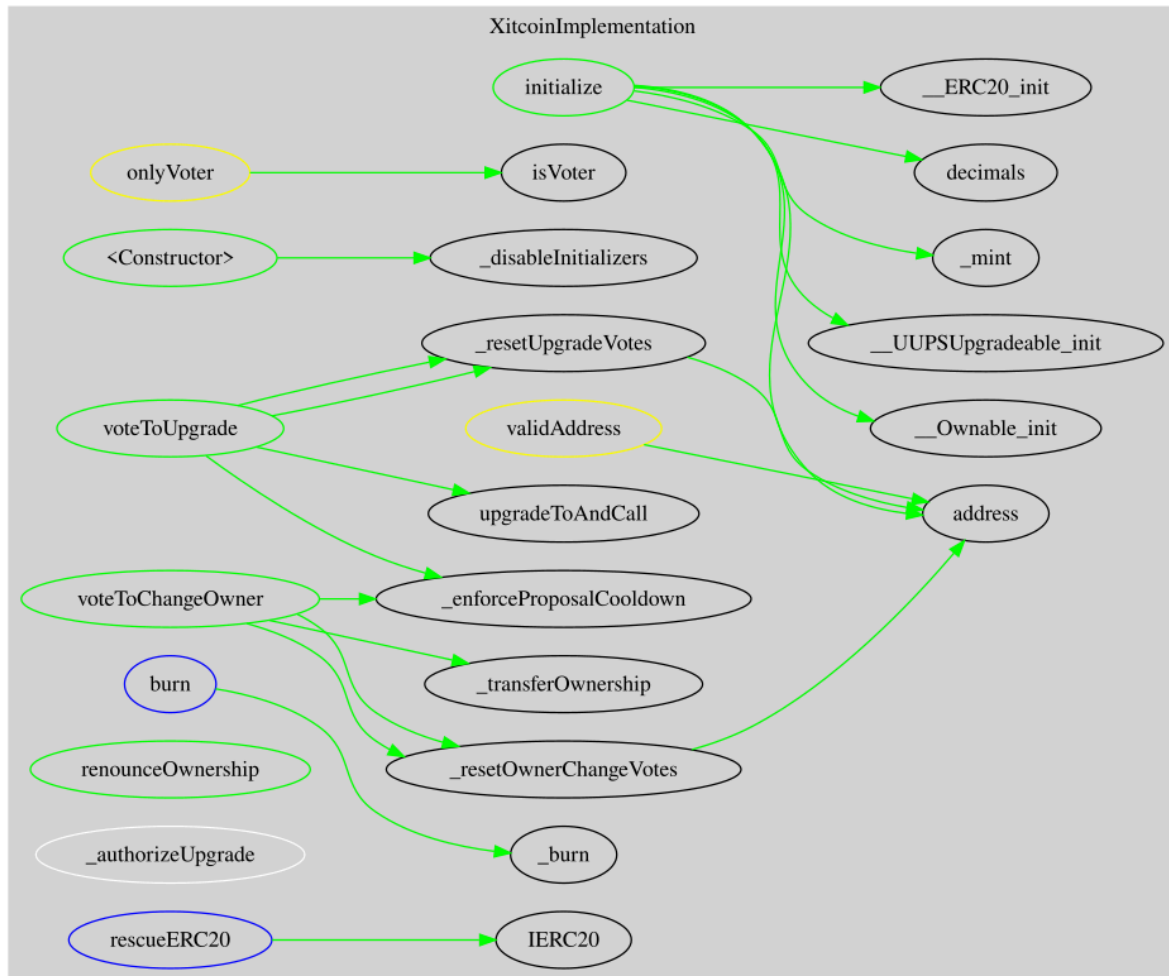 XitcoinImplementation
initialize
__ERC20_init
onlyVoter
isVoter
decimals
<Constructor>
_disableInitializers
_mint
_resetUpgradeVotes
__UUPSUpgradeable_init
voteToUpgrade
validAddress
__Ownable_init
upgradeToAndCall
address
voteToChangeOwner
_enforceProposalCooldown
burn
_transferOwnership
renounceOwnership
_resetOwnerChangeVotes
_authorizeUpgrade
_burn
rescueERC20
IERC20